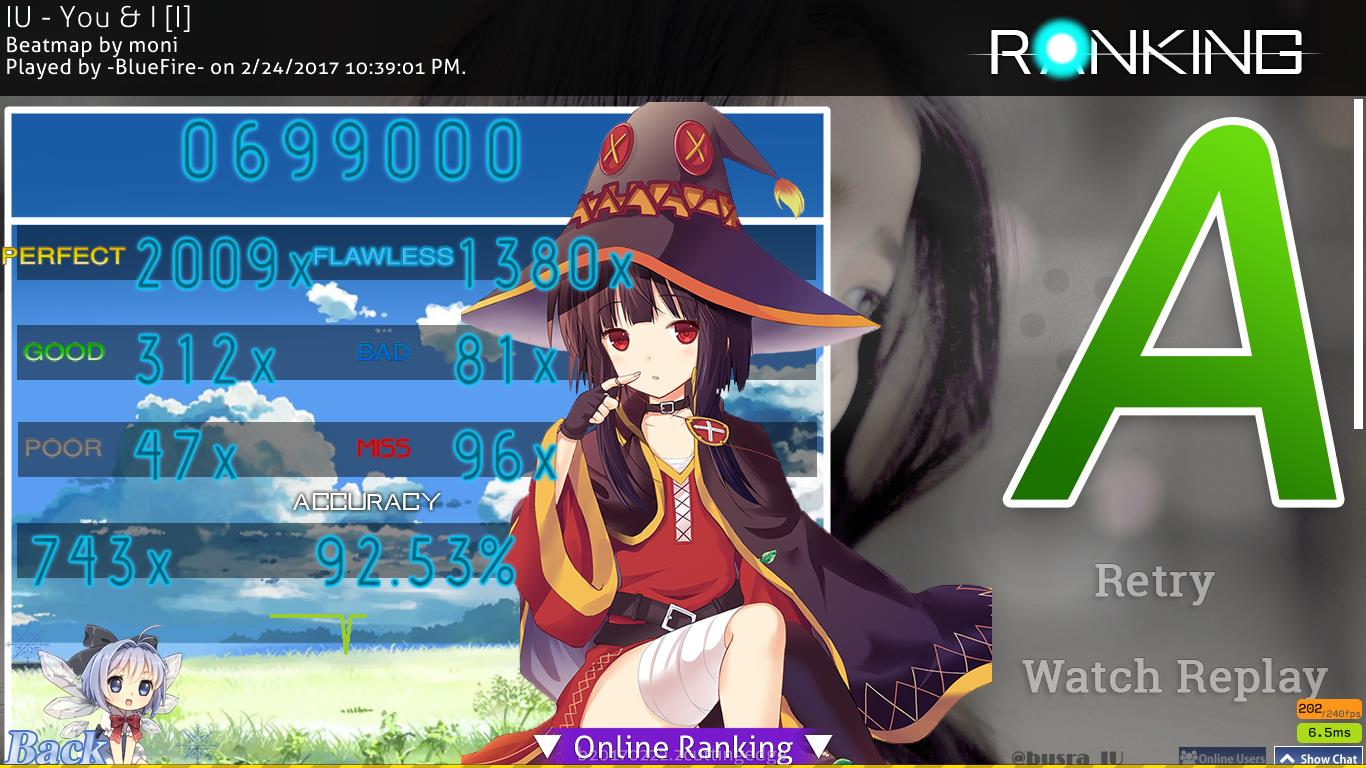 IU - You & I [I]
Beatmap by moni
Played by -BlueFire- on 2/24/2017 10:39:01 PM.
RANKING
0699000
PERFECT 2009x FLAWLESS 1380x
GOOD 312x BAD 81x
POOR 47x MISS 96x
ACCURACY
743x 92.53%
A
Retry
Watch Replay
202/240fps
6.5ms
Back
Online Ranking
@busra_IU
Online Users
Show Chat